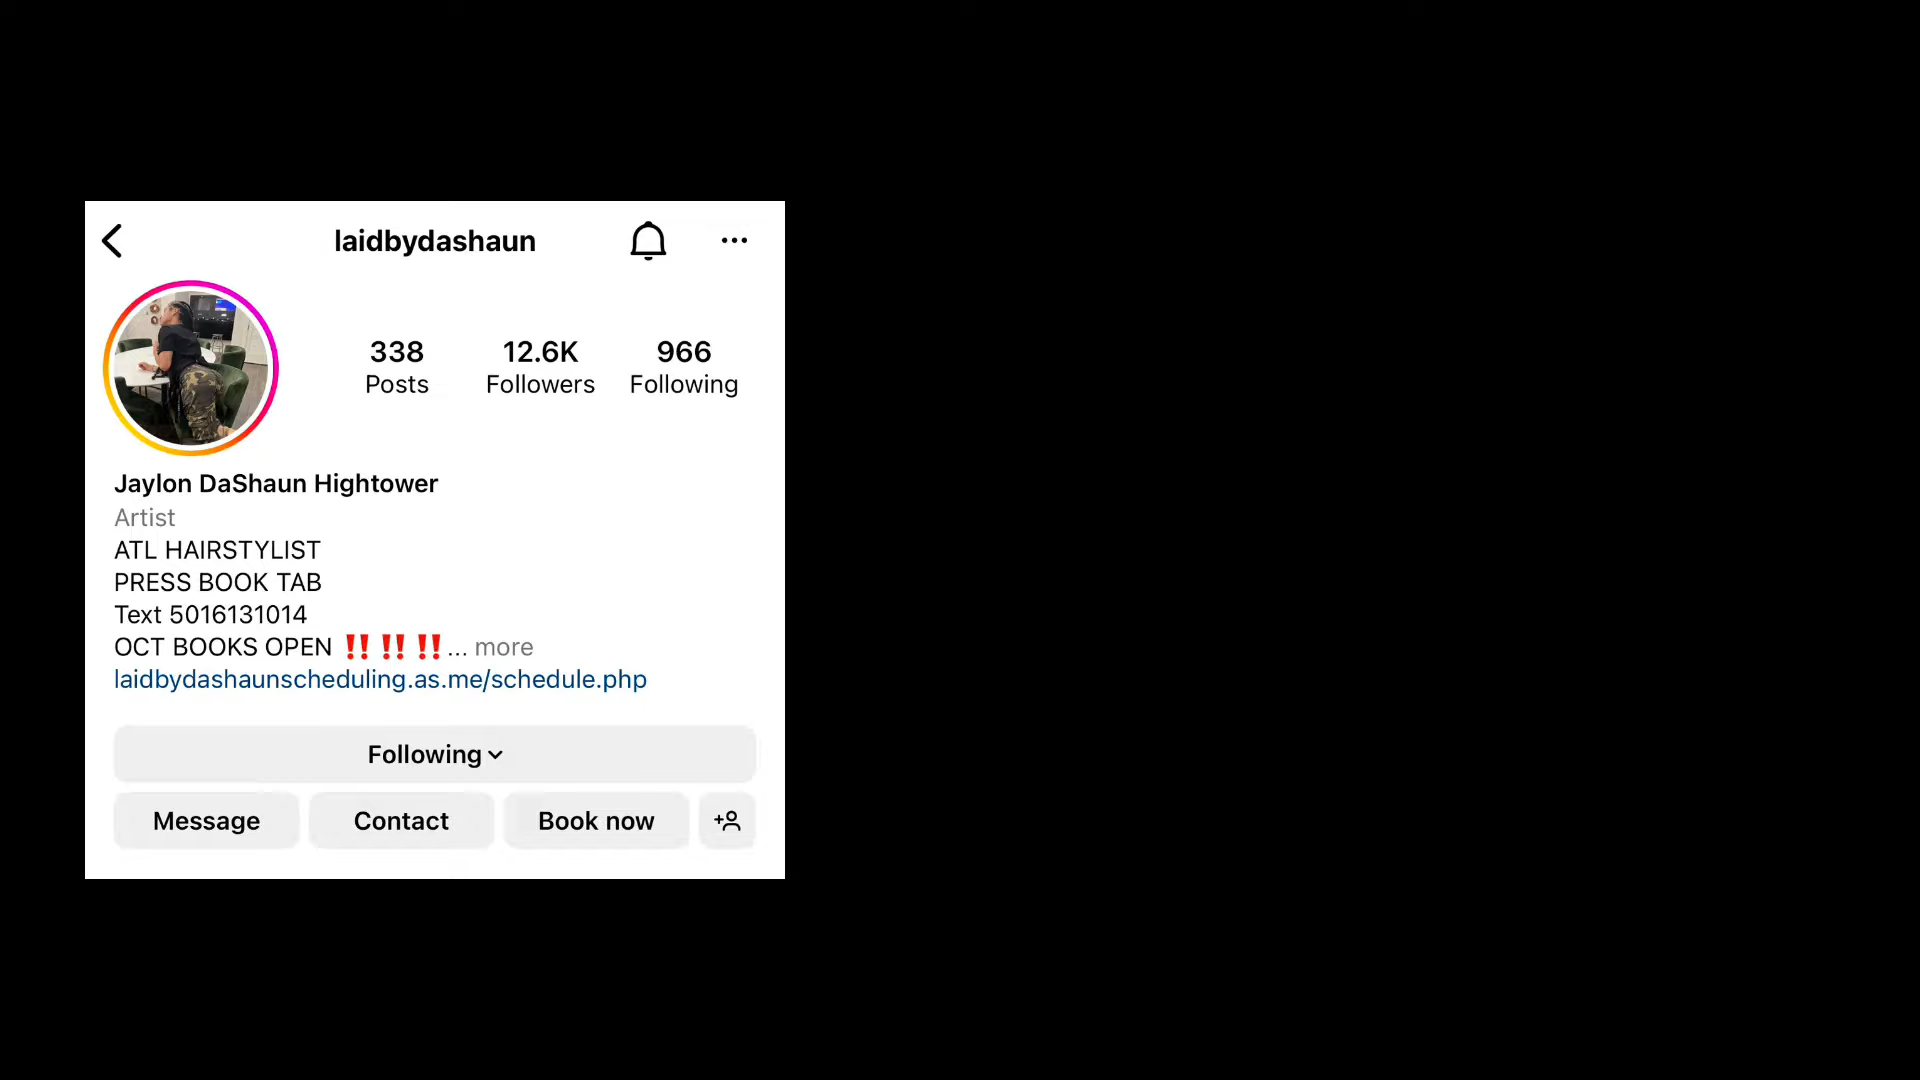 laidbydashaun
338
Posts
12.6K
Followers
966
Following
Jaylon DaShaun Hightower
Artist
ATL HAIRSTYLIST
PRESS BOOK TAB
Text 5016131014
OCT BOOKS OPEN ‼️ ‼️ ‼️... more
laidbydashaunscheduling.as.me/schedule.php
Following
Message
Contact
Book now